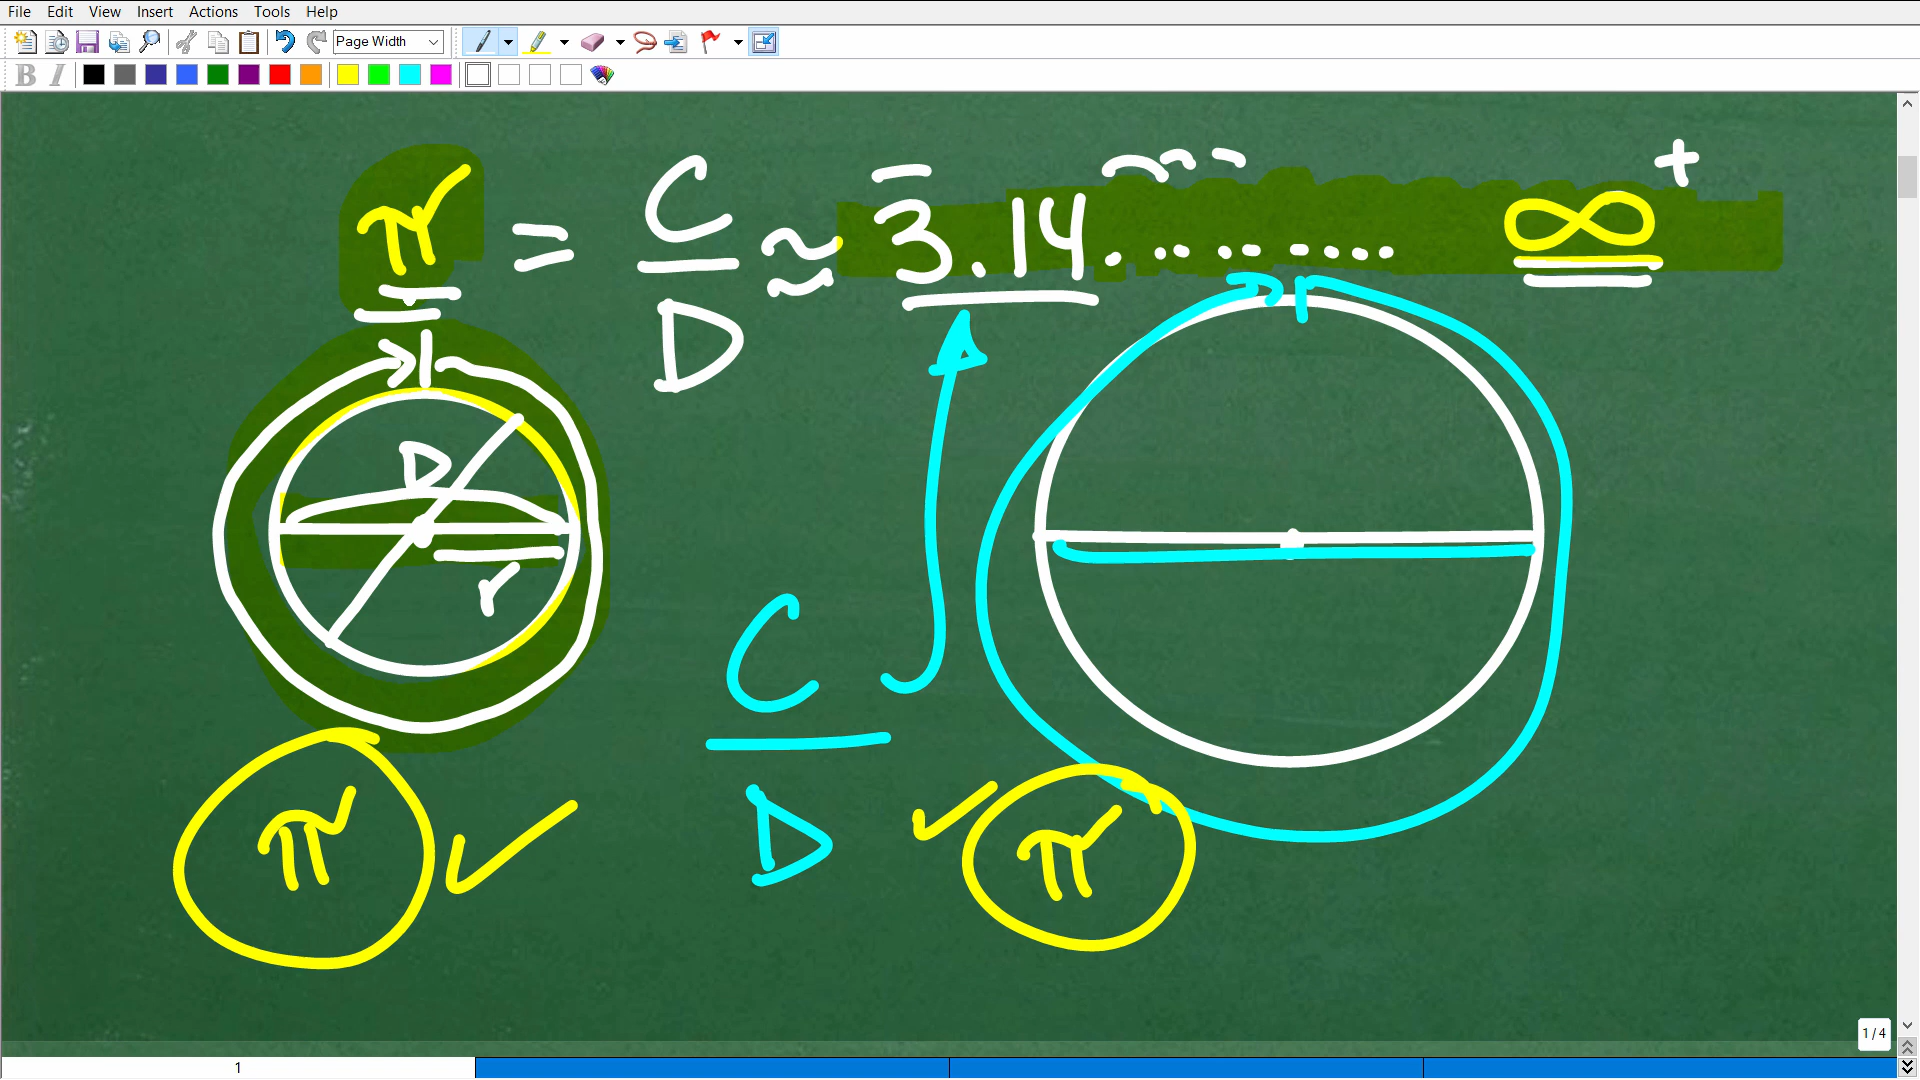 File Edit View Insert Actions Tools Help
Page Width
B I
π = C/D ≈ 3.14. ......... ∞ +
D
r
C/D
π ✓ ✓ π
1 / 4
1